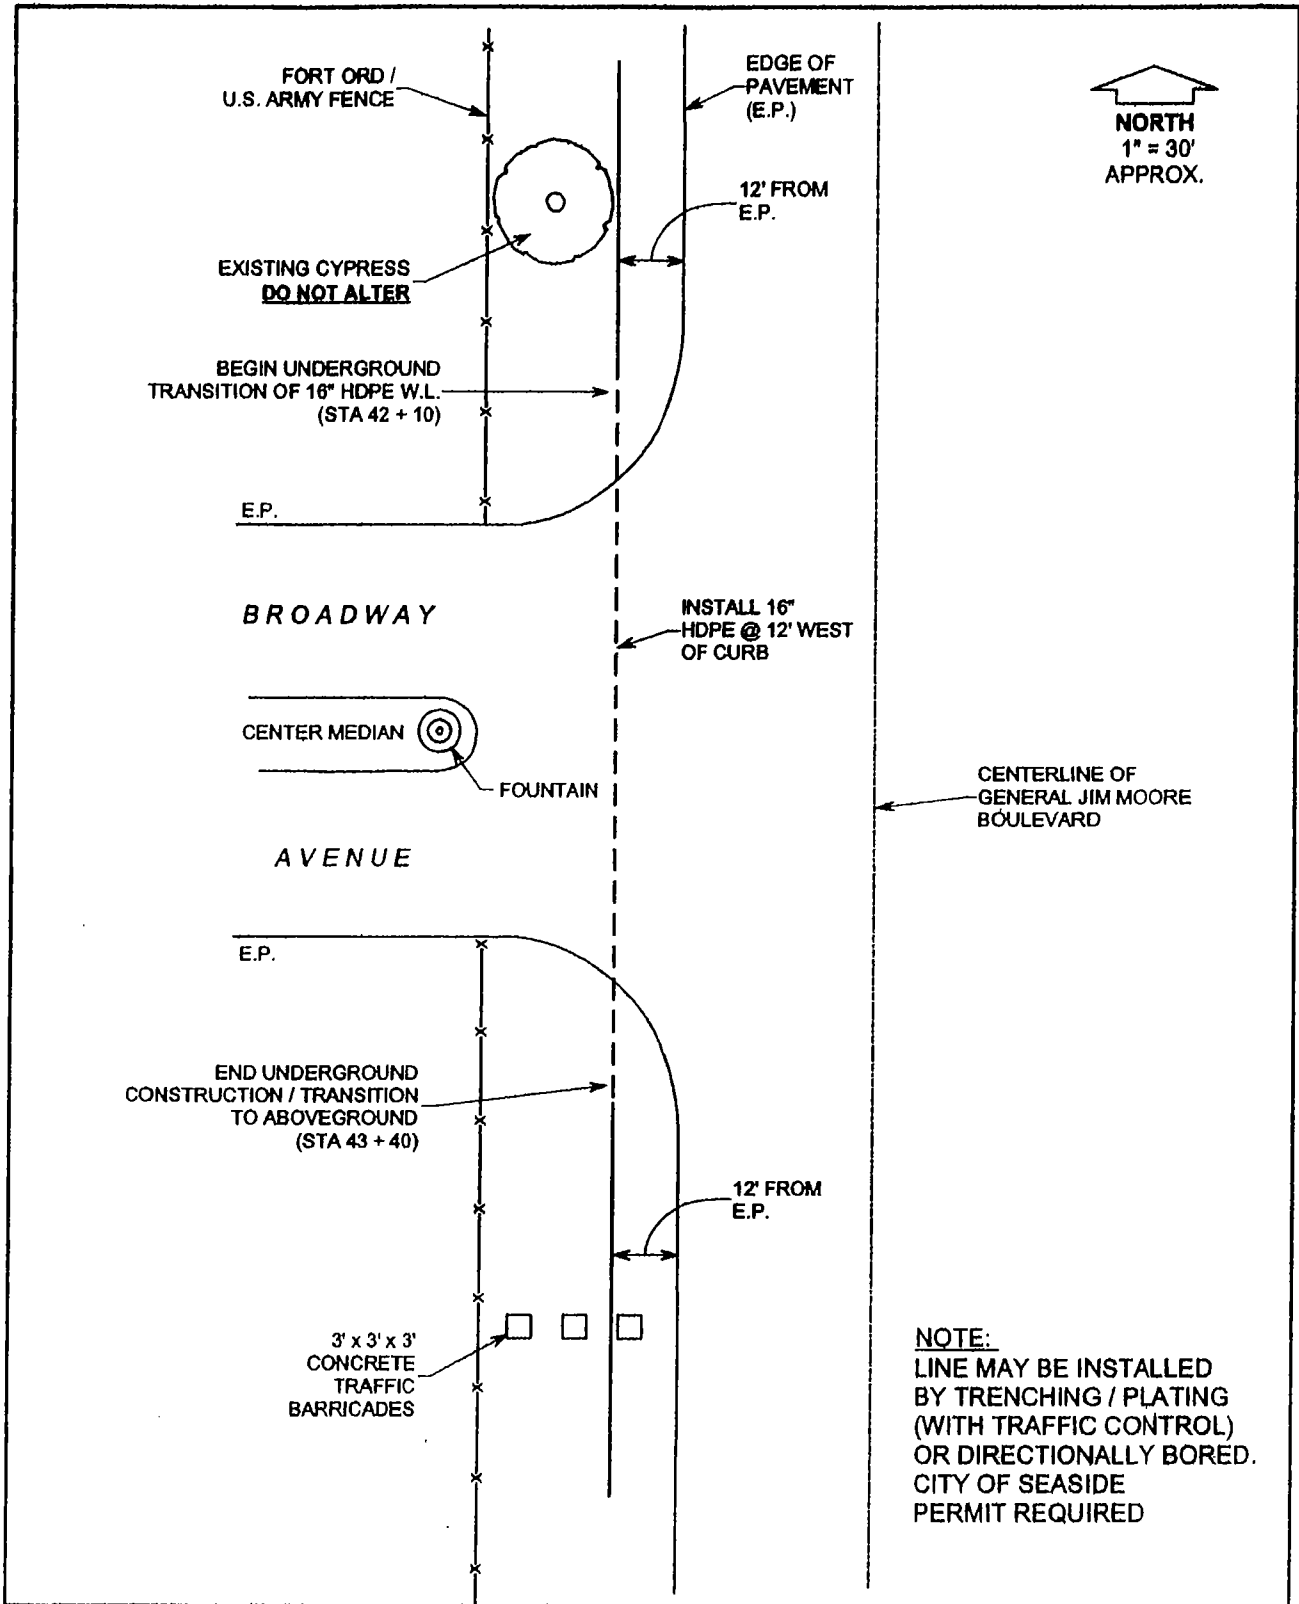 FORT ORD /
U.S. ARMY FENCE
EDGE OF
PAVEMENT
(E.P.)
NORTH
1" = 30'
APPROX.
12' FROM
E.P.
EXISTING CYPRESS
DO NOT ALTER
BEGIN UNDERGROUND
TRANSITION OF 16" HDPE W.L.
(STA 42 + 10)
E.P.
BROADWAY
INSTALL 16"
HDPE @ 12' WEST
OF CURB
CENTER MEDIAN
FOUNTAIN
CENTERLINE OF
GENERAL JIM MOORE
BOULEVARD
AVENUE
E.P.
END UNDERGROUND
CONSTRUCTION / TRANSITION
TO ABOVEGROUND
(STA 43 + 40)
12' FROM
E.P.
3' x 3' x 3'
CONCRETE
TRAFFIC
BARRICADES
NOTE:
LINE MAY BE INSTALLED
BY TRENCHING / PLATING
(WITH TRAFFIC CONTROL)
OR DIRECTIONALLY BORED.
CITY OF SEASIDE
PERMIT REQUIRED